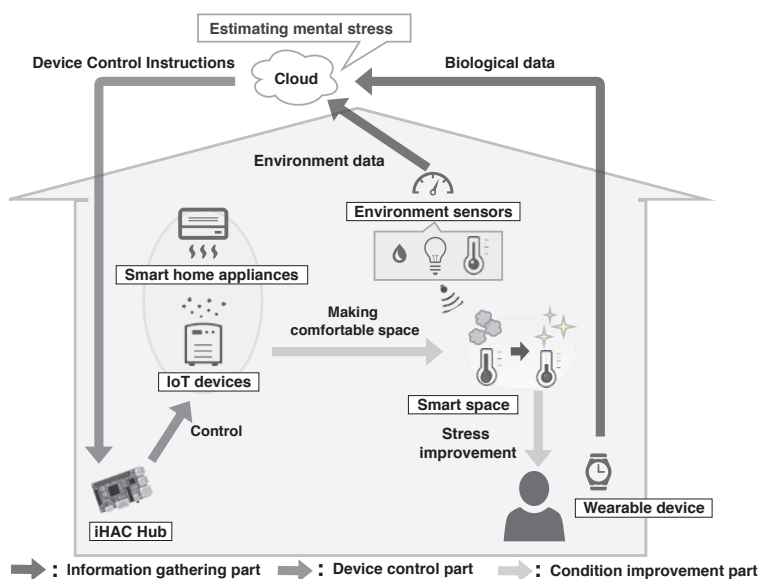 Estimating mental stress
Device Control Instructions
Cloud
Biological data
Environment data
Environment sensors
Smart home appliances
Making
comfortable space
IoT devices
Smart space
Control
Stress
improvement
iHAC Hub
Wearable device
: Information gathering part : Device control part : Condition improvement part